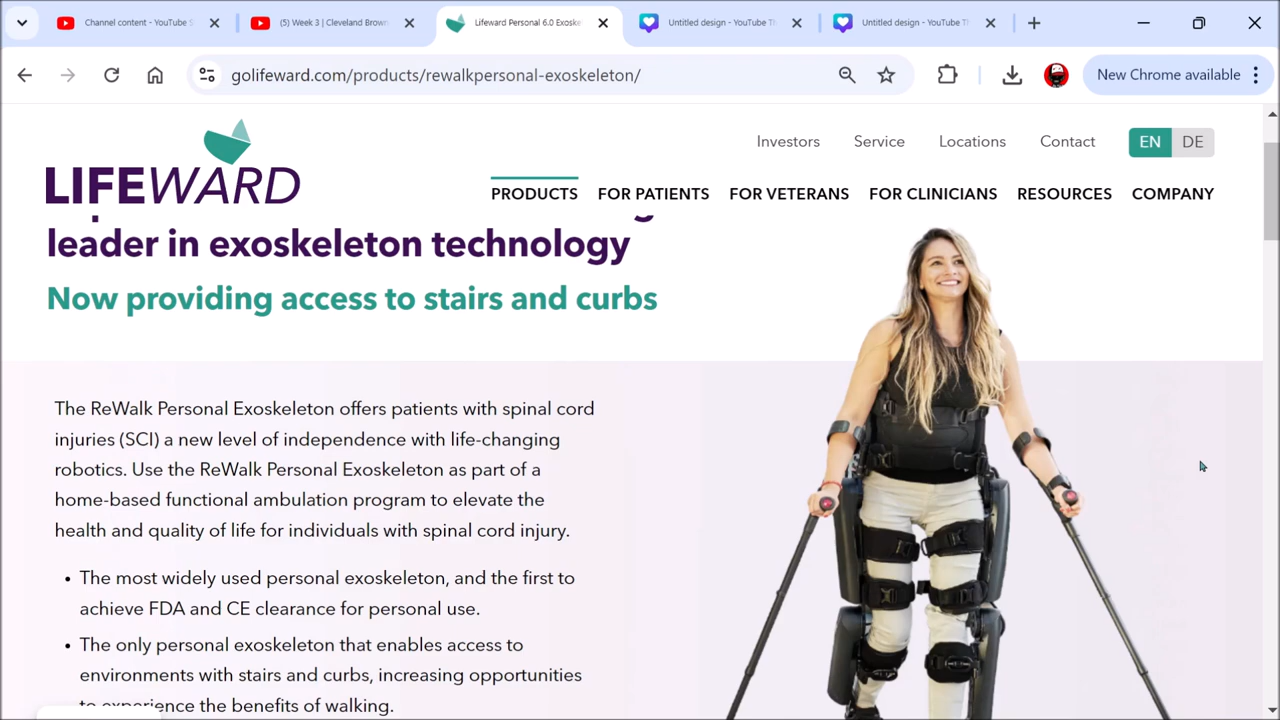 Channel content - YouTube S
(5) Week 3 | Cleveland Brown
Lifeward Personal 6.0 Exoske
Untitled design - YouTube Th
Untitled design - YouTube Th
golifeward.com/products/rewalkpersonal-exoskeleton/
New Chrome available
Investors Service Locations Contact EN DE
LIFEWARD
PRODUCTS FOR PATIENTS FOR VETERANS FOR CLINICIANS RESOURCES COMPANY
leader in exoskeleton technology
Now providing access to stairs and curbs
The ReWalk Personal Exoskeleton offers patients with spinal cord
injuries (SCI) a new level of independence with life-changing
robotics. Use the ReWalk Personal Exoskeleton as part of a
home-based functional ambulation program to elevate the
health and quality of life for individuals with spinal cord injury.
• The most widely used personal exoskeleton, and the first to
achieve FDA and CE clearance for personal use.
• The only personal exoskeleton that enables access to
environments with stairs and curbs, increasing opportunities
to experience the benefits of walking.